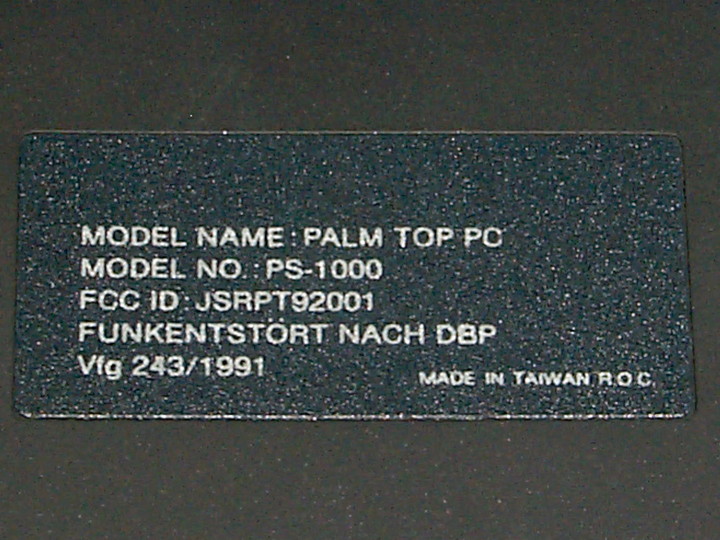 MODEL NAME: PALM TOP PC
MODEL NO.: PS-1000
FCC ID: JSRPT92001
FUNKENTSTÖRT NACH DBP
Vfg 243/1991
MADE IN TAIWAN R.O.C.